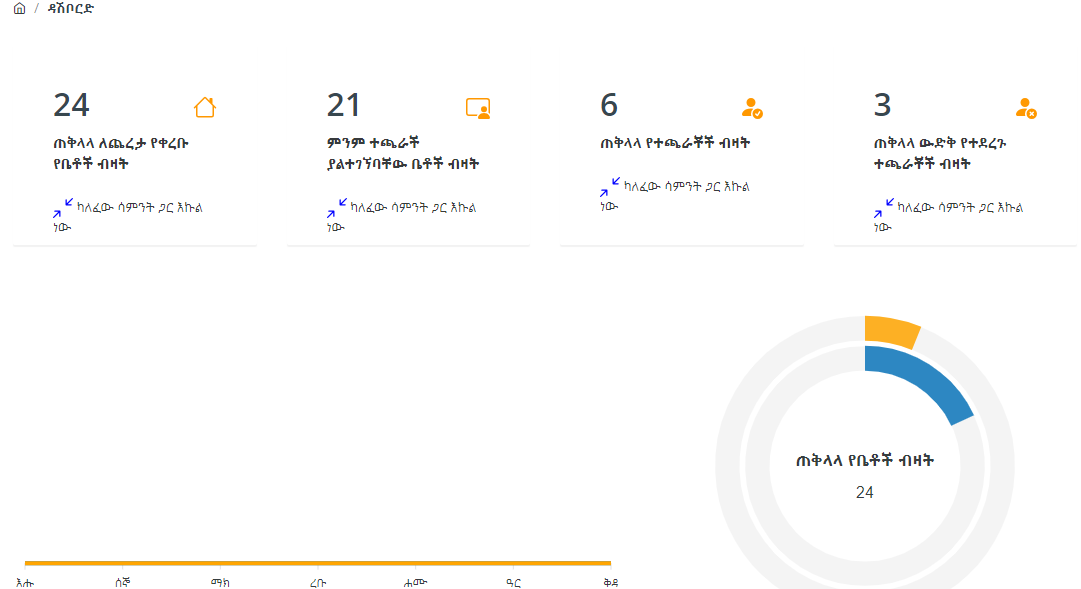 / ዳሽቦርድ
24
ጠቅላላ ለጨረታ የቀረቡ
የቤቶች ብዛት
ካለፈው ሳምንት ጋር እኩል
ነው
21
ምንም ተጫራች
ያልተገኘባቸው ቤቶች ብዛት
ካለፈው ሳምንት ጋር እኩል
ነው
6
ጠቅላላ የተጫራቾች ብዛት
ካለፈው ሳምንት ጋር እኩል
ነው
3
ጠቅላላ ውድቅ የተደረጉ
ተጫራቾች ብዛት
ካለፈው ሳምንት ጋር እኩል
ነው
ጠቅላላ የቤቶች ብዛት
24
እሑ ሰኞ ማክ ረቡ ሐሙ ዓር ቅዳ